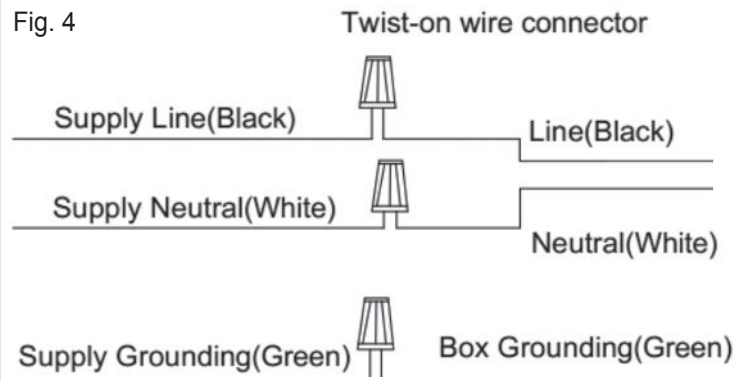 Fig. 4
Twist-on wire connector
Supply Line(Black)
Line(Black)
Supply Neutral(White)
Neutral(White)
Supply Grounding(Green)
Box Grounding(Green)